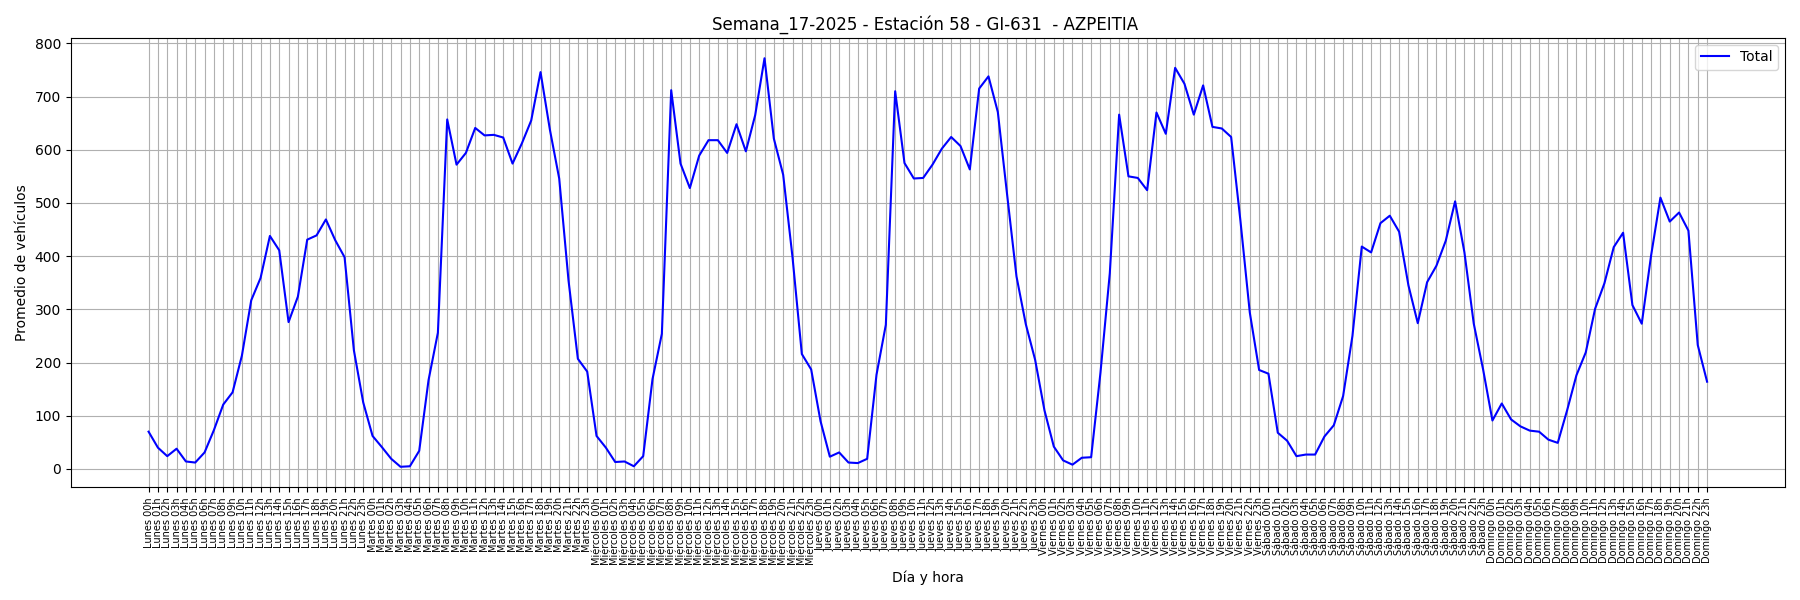 Semana_17-2025 - Estación 58 - GI-631  - AZPEITIA
Total
Promedio de vehículos
800
700
600
500
400
300
200
100
0
Lunes 00h
Lunes 01h
Lunes 02h
Lunes 03h
Lunes 04h
Lunes 05h
Lunes 06h
Lunes 07h
Lunes 08h
Lunes 09h
Lunes 10h
Lunes 11h
Lunes 12h
Lunes 13h
Lunes 14h
Lunes 15h
Lunes 16h
Lunes 17h
Lunes 18h
Lunes 19h
Lunes 20h
Lunes 21h
Lunes 22h
Lunes 23h
Martes 00h
Martes 01h
Martes 02h
Martes 03h
Martes 04h
Martes 05h
Martes 06h
Martes 07h
Martes 08h
Martes 09h
Martes 10h
Martes 11h
Martes 12h
Martes 13h
Martes 14h
Martes 15h
Martes 16h
Martes 17h
Martes 18h
Martes 19h
Martes 20h
Martes 21h
Martes 22h
Martes 23h
Miércoles 00h
Miércoles 01h
Miércoles 02h
Miércoles 03h
Miércoles 04h
Miércoles 05h
Miércoles 06h
Miércoles 07h
Miércoles 08h
Miércoles 09h
Miércoles 10h
Miércoles 11h
Miércoles 12h
Miércoles 13h
Miércoles 14h
Miércoles 15h
Miércoles 16h
Miércoles 17h
Miércoles 18h
Miércoles 19h
Miércoles 20h
Miércoles 21h
Miércoles 22h
Miércoles 23h
Jueves 00h
Jueves 01h
Jueves 02h
Jueves 03h
Jueves 04h
Jueves 05h
Jueves 06h
Jueves 07h
Jueves 08h
Jueves 09h
Jueves 10h
Jueves 11h
Jueves 12h
Jueves 13h
Jueves 14h
Jueves 15h
Jueves 16h
Jueves 17h
Jueves 18h
Jueves 19h
Jueves 20h
Jueves 21h
Jueves 22h
Jueves 23h
Viernes 00h
Viernes 01h
Viernes 02h
Viernes 03h
Viernes 04h
Viernes 05h
Viernes 06h
Viernes 07h
Viernes 08h
Viernes 09h
Viernes 10h
Viernes 11h
Viernes 12h
Viernes 13h
Viernes 14h
Viernes 15h
Viernes 16h
Viernes 17h
Viernes 18h
Viernes 19h
Viernes 20h
Viernes 21h
Viernes 22h
Viernes 23h
Sábado 00h
Sábado 01h
Sábado 02h
Sábado 03h
Sábado 04h
Sábado 05h
Sábado 06h
Sábado 07h
Sábado 08h
Sábado 09h
Sábado 10h
Sábado 11h
Sábado 12h
Sábado 13h
Sábado 14h
Sábado 15h
Sábado 16h
Sábado 17h
Sábado 18h
Sábado 19h
Sábado 20h
Sábado 21h
Sábado 22h
Sábado 23h
Domingo 00h
Domingo 01h
Domingo 02h
Domingo 03h
Domingo 04h
Domingo 05h
Domingo 06h
Domingo 07h
Domingo 08h
Domingo 09h
Domingo 10h
Domingo 11h
Domingo 12h
Domingo 13h
Domingo 14h
Domingo 15h
Domingo 16h
Domingo 17h
Domingo 18h
Domingo 19h
Domingo 20h
Domingo 21h
Domingo 22h
Domingo 23h
Día y hora